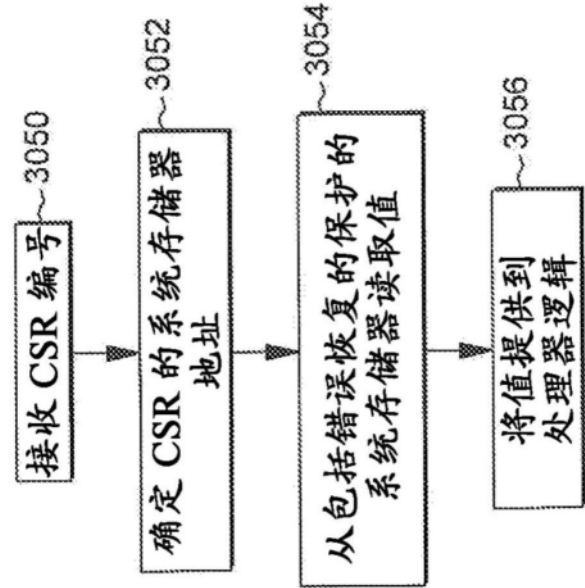 接收 CSR 编号
3050
确定 CSR 的系统存储器
地址
3052
从包括错误恢复的保护的
系统存储器读取值
3054
将值提供到
处理器逻辑
3056